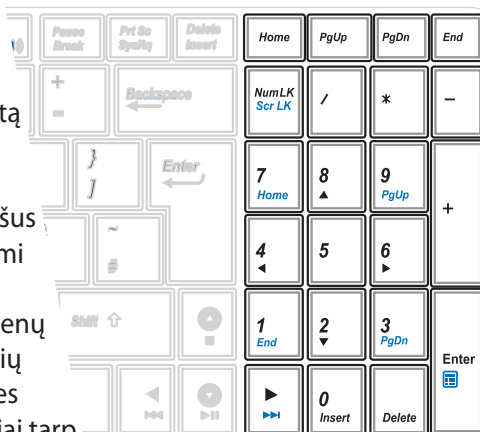 Pause Break Prt Sc SysRq Delete Insert Home PgUp PgDn End
+ - Backspace NumLK Scr LK / * −
tą
} ] Enter 7 Home 8 9 PgUp +
šus
mi
~ # 4 5 6
enų
Shift 1 End 2 3 PgDn Enter
ių
es
0 Insert Delete
iai tarp